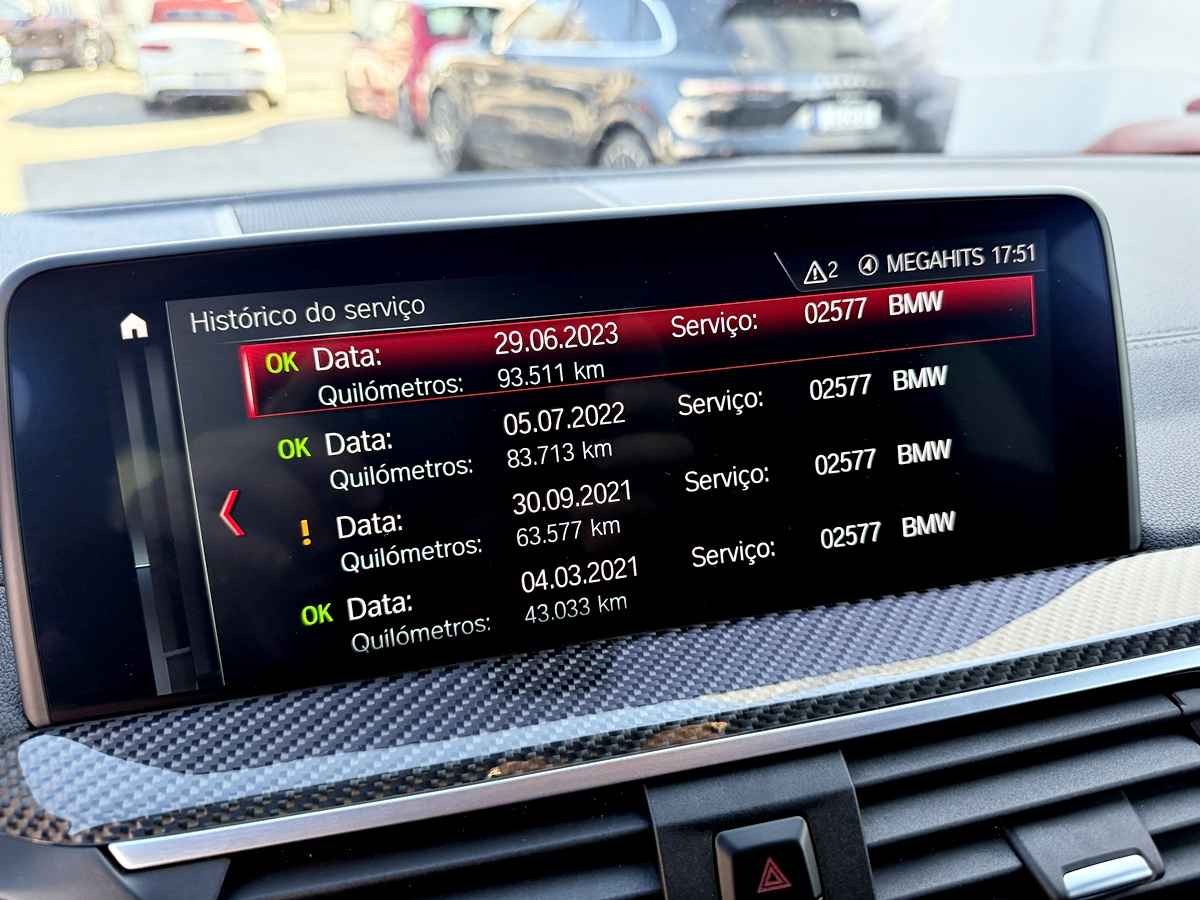 2 MEGAHITS 17:51
Histórico do serviço
OK Data: 29.06.2023 Serviço: 02577 BMW
Quilómetros: 93.511 km
OK Data: 05.07.2022 Serviço: 02577 BMW
Quilómetros: 83.713 km
! Data: 30.09.2021 Serviço: 02577 BMW
Quilómetros: 63.577 km
OK Data: 04.03.2021 Serviço: 02577 BMW
Quilómetros: 43.033 km